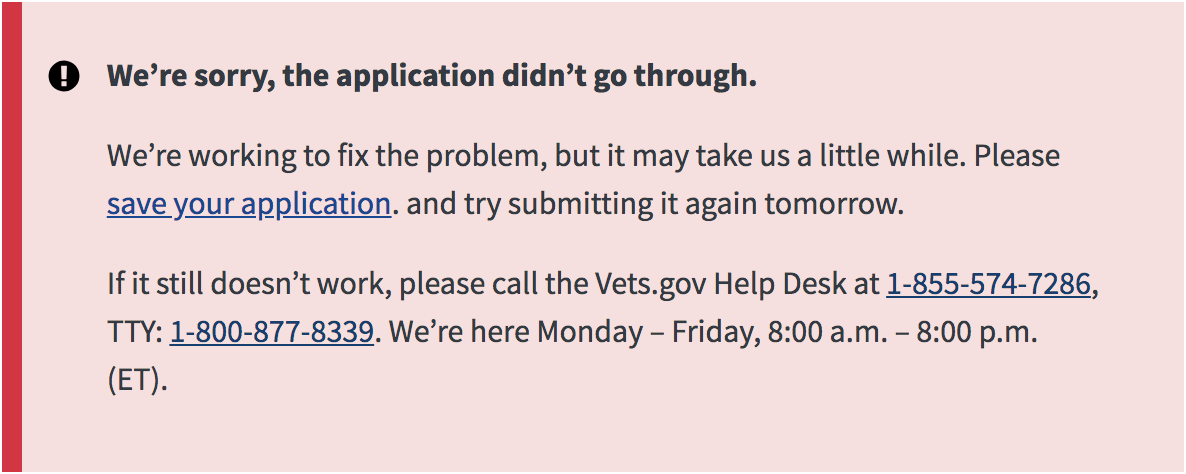 We’re sorry, the application didn’t go through.
We’re working to fix the problem, but it may take us a little while. Please
save your application. and try submitting it again tomorrow.
If it still doesn’t work, please call the Vets.gov Help Desk at 1-855-574-7286,
TTY: 1-800-877-8339. We’re here Monday – Friday, 8:00 a.m. – 8:00 p.m.
(ET).